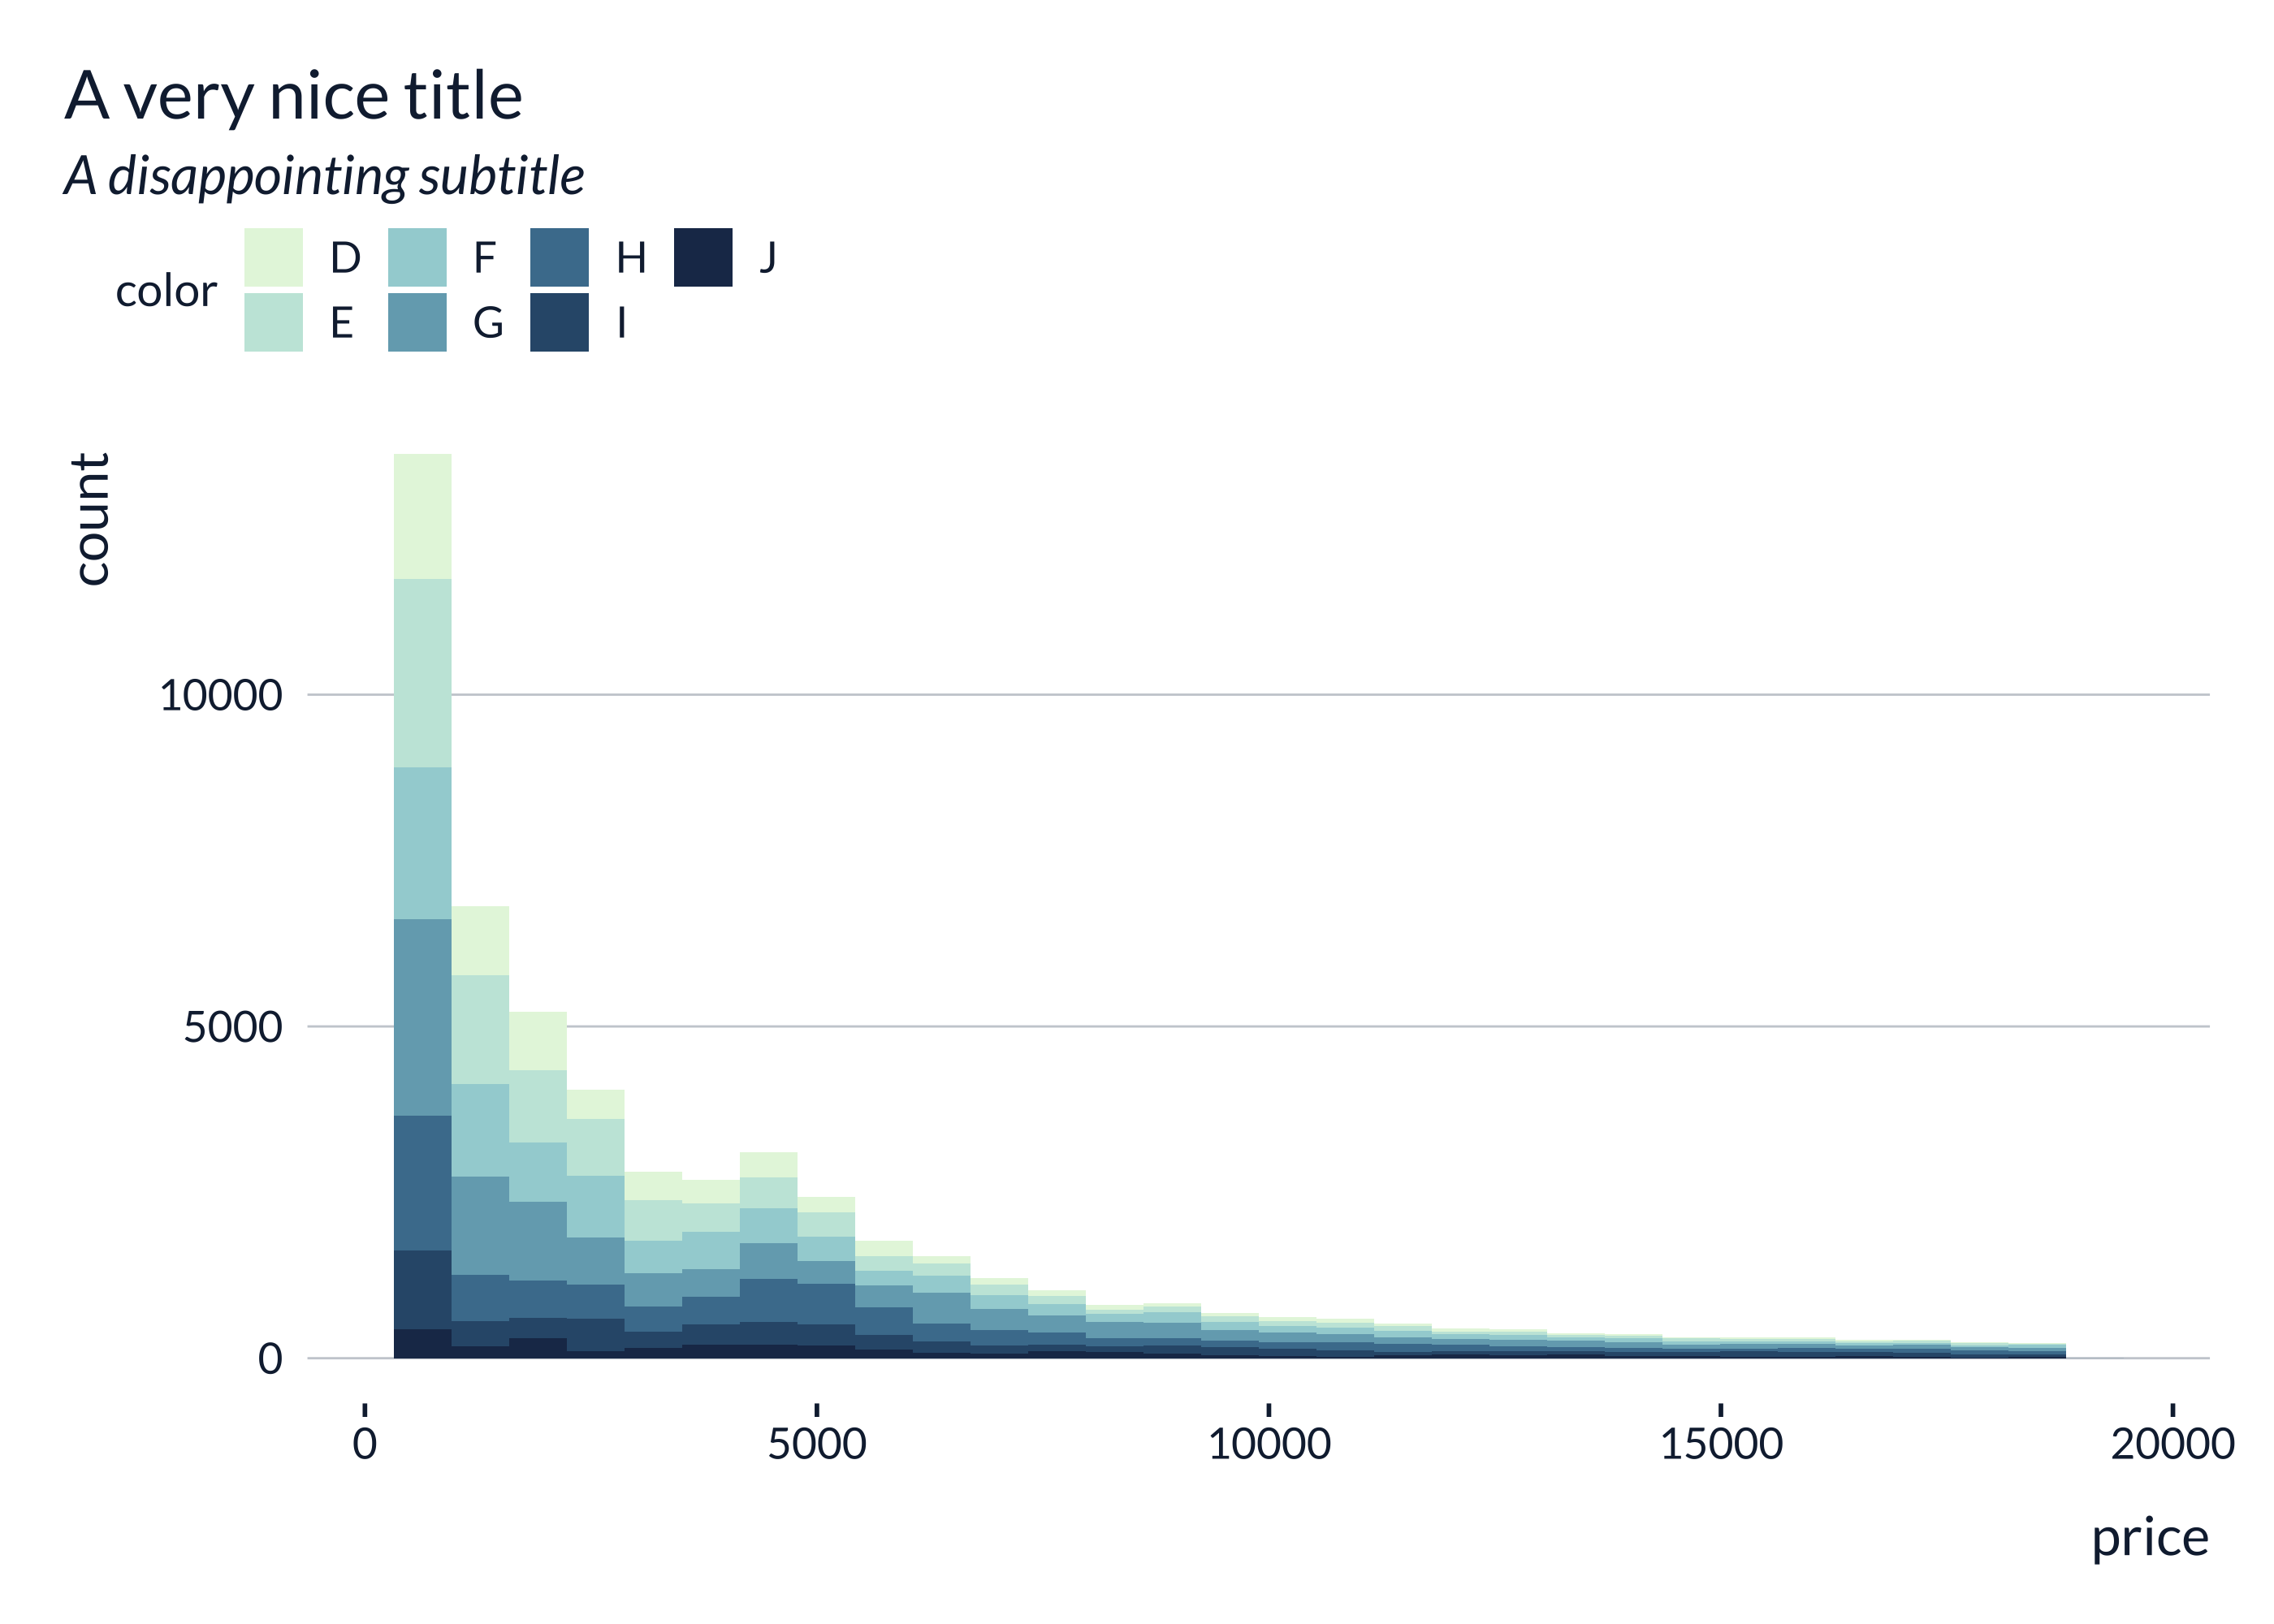 A very nice title
A disappointing subtitle
color
D F H J
E G I
count
10000
5000
0
0 5000 10000 15000 20000
price